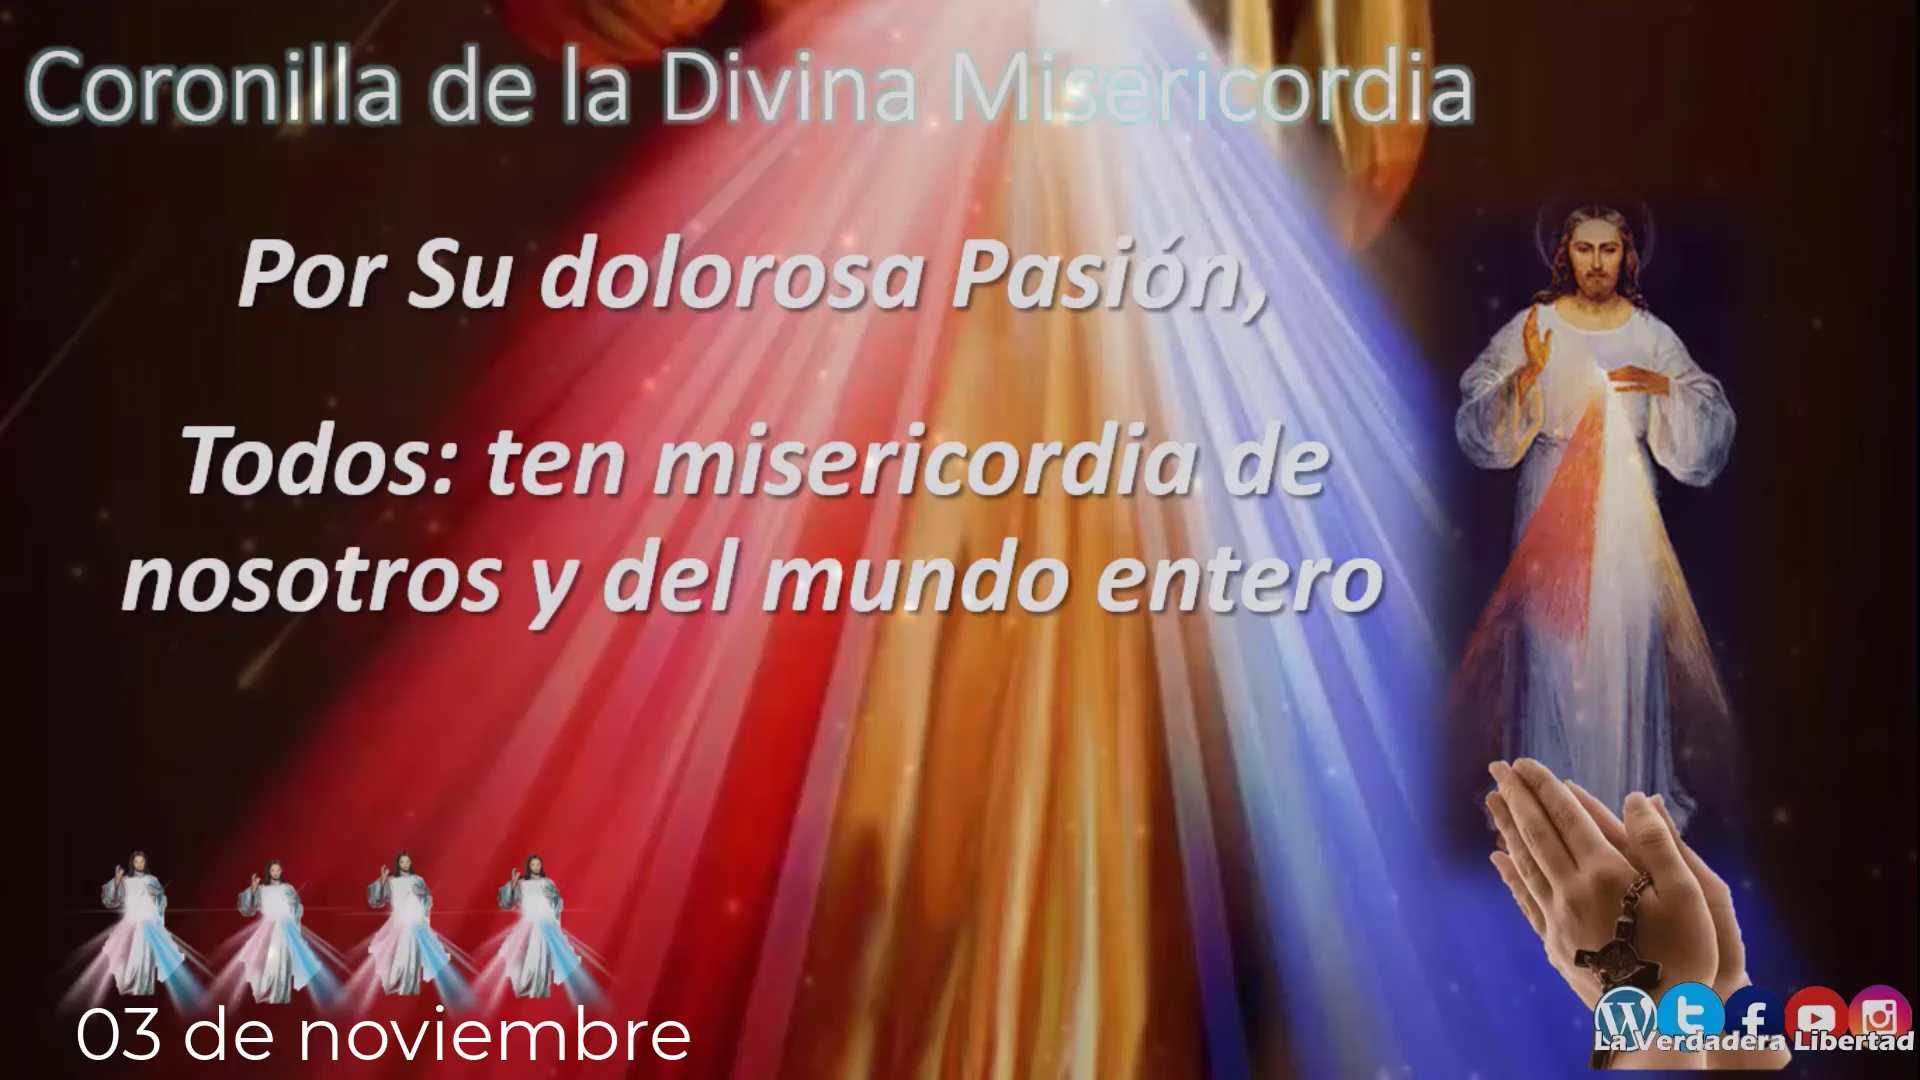 Coronilla de la Divina Misericordia
Por Su dolorosa Pasión,
Todos: ten misericordia de
nosotros y del mundo entero
03 de noviembre
La Verdadera Libertad